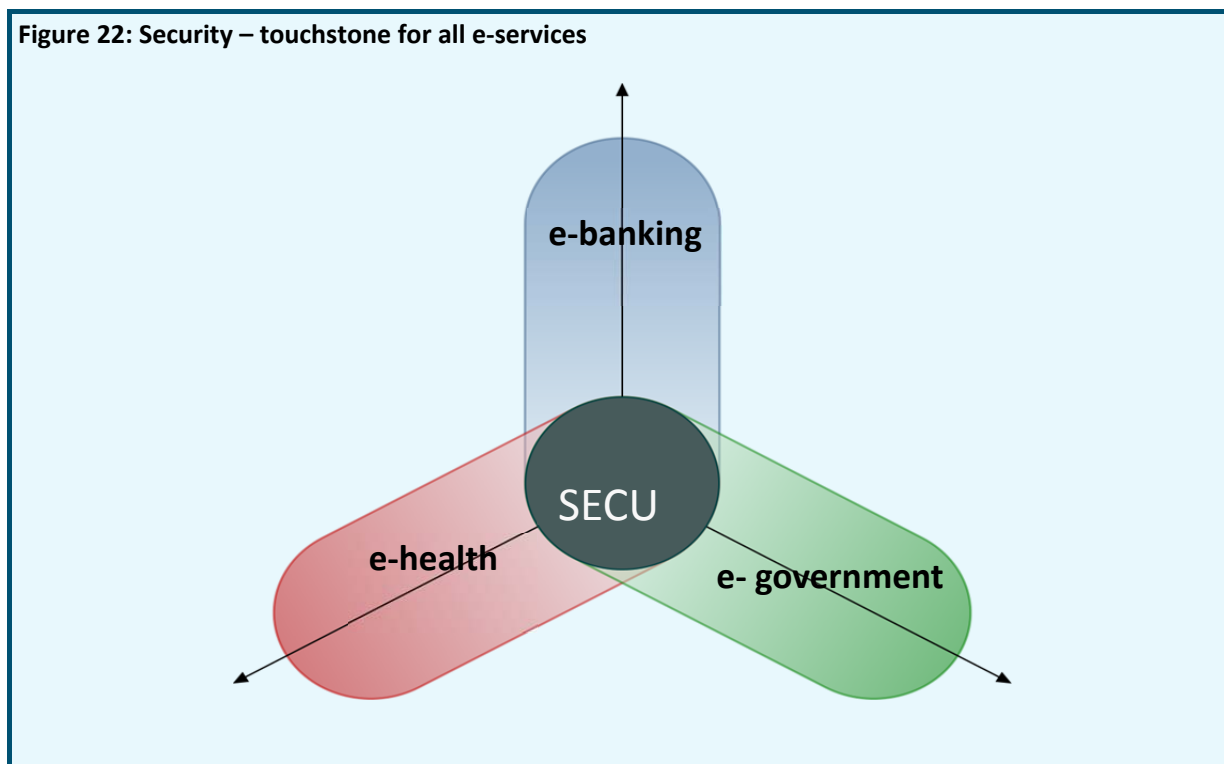 Figure 22: Security – touchstone for all e-services
e-banking
SECU
e-health
e- government